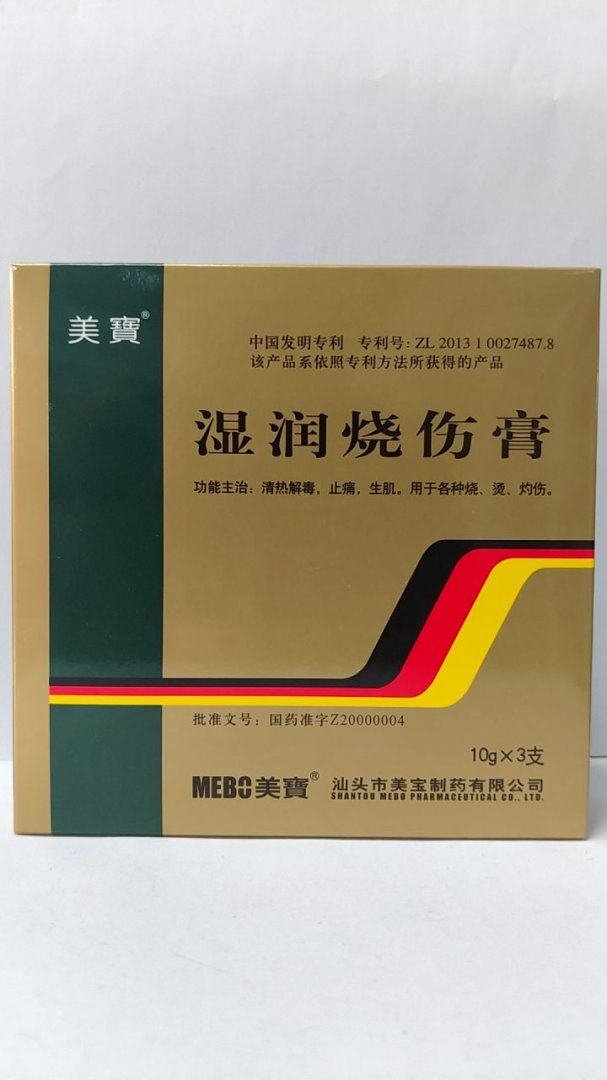 美寶®
中国发明专利 专利号：ZL 2013 1 0027487.8
该产品系依照专利方法所获得的产品
湿润烧伤膏
功能主治：清热解毒，止痛，生肌。用于各种烧、烫、灼伤。
批准文号：国药准字Z20000004
10g×3支
MEBO美寶® 汕头市美宝制药有限公司
SHANTOU MEBO PHARMACEUTICAL CO., LTD.